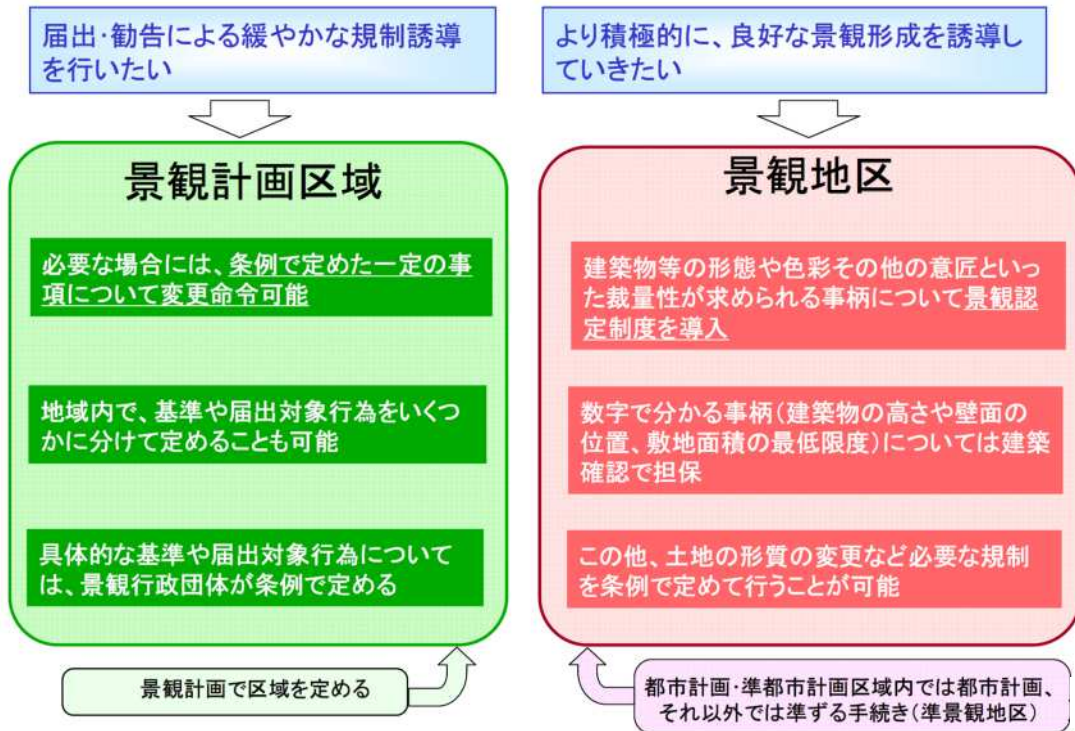 届出・勧告による緩やかな規制誘導
を行いたい
景観計画区域
必要な場合には、条例で定めた一定の事
項について変更命令可能
地域内で、基準や届出対象行為をいくつ
かに分けて定めることも可能
具体的な基準や届出対象行為について
は、景観行政団体が条例で定める
景観計画で区域を定める
より積極的に、良好な景観形成を誘導し
ていきたい
景観地区
建築物等の形態や色彩その他の意匠といっ
た裁量性が求められる事柄について景観認
定制度を導入
数字で分かる事柄(建築物の高さや壁面の
位置、敷地面積の最低限度)については建築
確認で担保
この他、土地の形質の変更など必要な規制
を条例で定めて行うことが可能
都市計画・準都市計画区域内では都市計画、
それ以外では準ずる手続き(準景観地区)